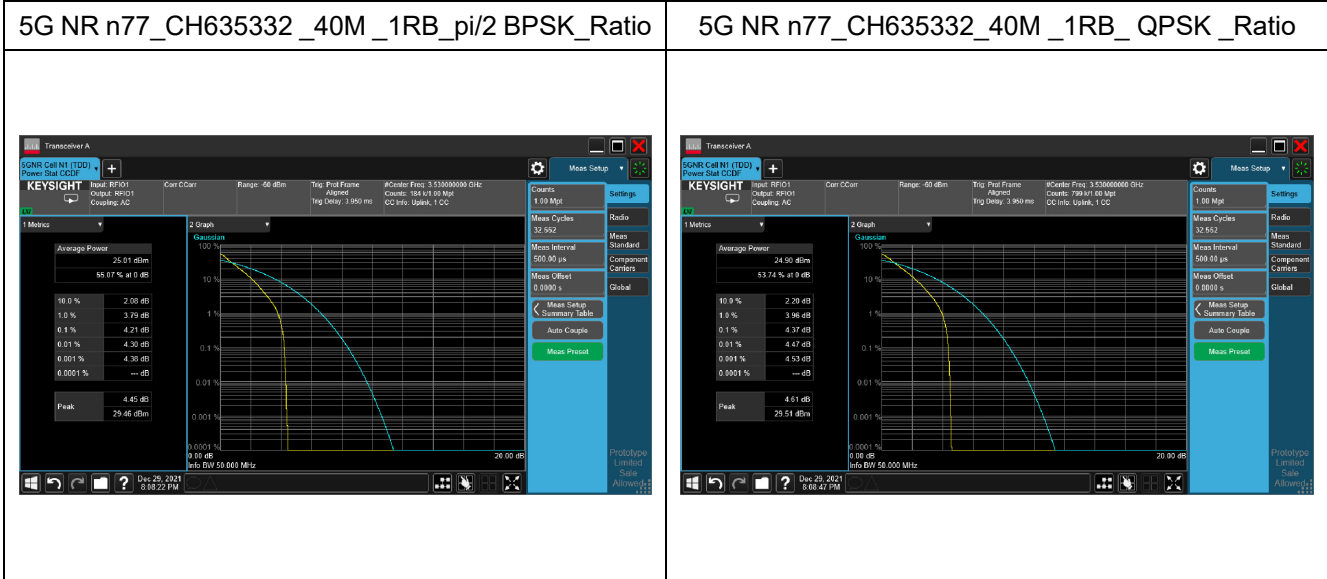 5G NR n77_CH635332 _40M _1RB_pi/2 BPSK_Ratio
Transceiver A
5GNR Cell N1 (TDD)
Power Stat CCDF
Meas Setup
KEYSIGHT
Input: RFIO1
Output: RFIO1
Coupling: AC
Corr CCorr
Range: -60 dBm
Trig: Prot Frame
Aligned
Trig Delay: 3.950 ms
#Center Freq: 3.530000000 GHz
Counts: 184 k/1.00 Mpt
CC Info: Uplink, 1 CC
1 Metrics
Average Power
25.01 dBm
55.07 % at 0 dB
10.0 % 2.08 dB
1.0 % 3.79 dB
0.1 % 4.21 dB
0.01 % 4.30 dB
0.001 % 4.38 dB
0.0001 % --- dB
Peak
4.45 dB
29.46 dBm
2 Graph
Gaussian
100 %
10 %
1 %
0.1 %
0.01 %
0.001 %
0.0001 %
0.00 dB
20.00 dB
Info BW 50.000 MHz
Counts
1.00 Mpt
Meas Cycles
32.552
Meas Interval
500.00 µs
Meas Offset
0.0000 s
Meas Setup
Summary Table
Auto Couple
Meas Preset
Settings
Radio
Meas
Standard
Component
Carriers
Global
Prototype
Limited
Sale
Allowed
Dec 29, 2021
8:08:22 PM
5G NR n77_CH635332_40M _1RB_ QPSK _Ratio
Transceiver A
5GNR Cell N1 (TDD)
Power Stat CCDF
Meas Setup
KEYSIGHT
Input: RFIO1
Output: RFIO1
Coupling: AC
Corr CCorr
Range: -60 dBm
Trig: Prot Frame
Aligned
Trig Delay: 3.950 ms
#Center Freq: 3.530000000 GHz
Counts: 799 k/1.00 Mpt
CC Info: Uplink, 1 CC
1 Metrics
Average Power
24.90 dBm
53.74 % at 0 dB
10.0 % 2.20 dB
1.0 % 3.96 dB
0.1 % 4.37 dB
0.01 % 4.47 dB
0.001 % 4.53 dB
0.0001 % --- dB
Peak
4.61 dB
29.51 dBm
2 Graph
Gaussian
100 %
10 %
1 %
0.1 %
0.01 %
0.001 %
0.0001 %
0.00 dB
20.00 dB
Info BW 50.000 MHz
Counts
1.00 Mpt
Meas Cycles
32.552
Meas Interval
500.00 µs
Meas Offset
0.0000 s
Meas Setup
Summary Table
Auto Couple
Meas Preset
Settings
Radio
Meas
Standard
Component
Carriers
Global
Prototype
Limited
Sale
Allowed
Dec 29, 2021
8:08:47 PM